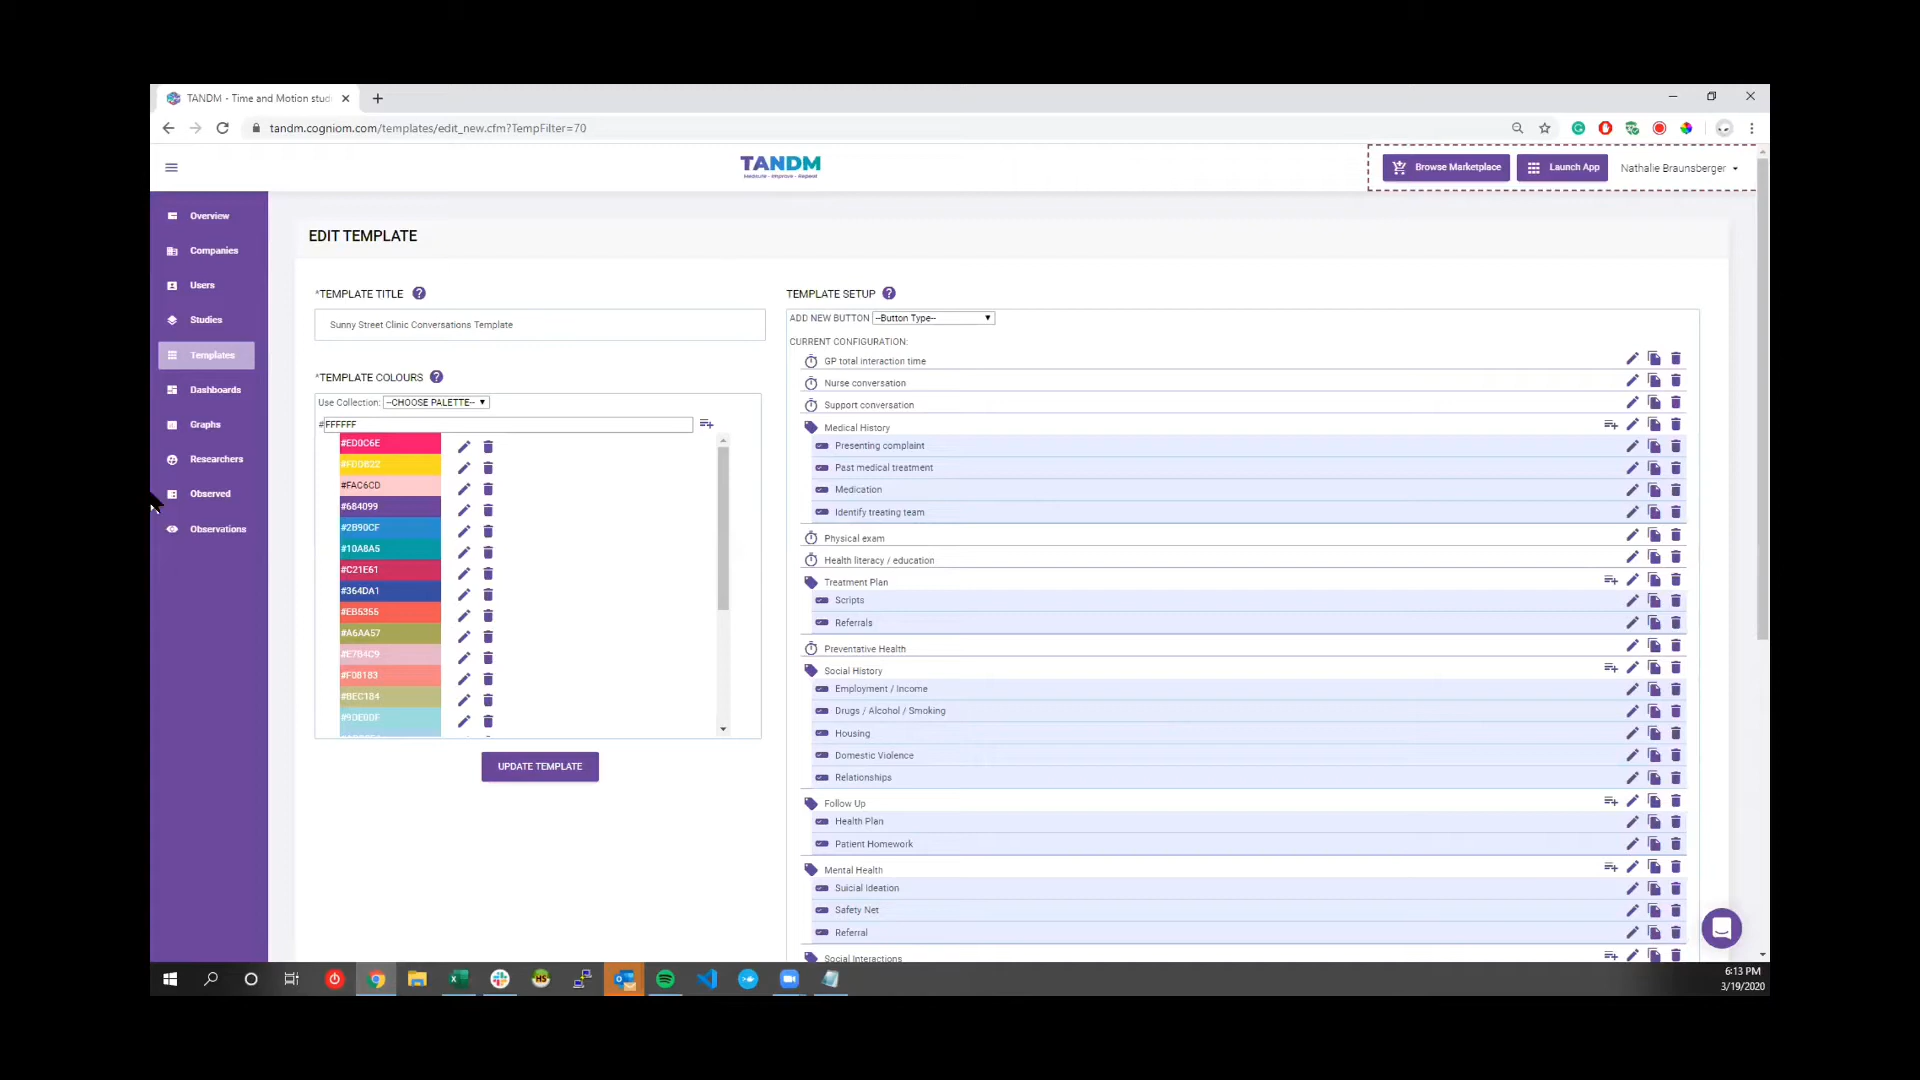 TANDM - Time and Motion stud
tandm.cogniom.com/templates/edit_new.cfm?TempFilter=70
TANDM
Measure - Improve - Repeat
Browse Marketplace
Launch App
Nathalie Braunsberger
Overview
Companies
Users
Studies
Templates
Dashboards
Graphs
Researchers
Observed
Observations
EDIT TEMPLATE
*TEMPLATE TITLE ?
Sunny Street Clinic Conversations Template
*TEMPLATE COLOURS ?
Use Collection: --CHOOSE PALETTE--
#FFFFFF
#ED0C6E
#FAC6CD
#684099
#2B90CF
#10A8A5
#C21E61
#364DA1
#EB5355
#A6AA57
#E7B4C9
#F08183
#BEC184
UPDATE TEMPLATE
TEMPLATE SETUP ?
ADD NEW BUTTON --Button Type--
CURRENT CONFIGURATION:
GP total interaction time
Nurse conversation
Support conversation
Medical History
Presenting complaint
Past medical treatment
Medication
Identify treating team
Physical exam
Health literacy / education
Treatment Plan
Scripts
Referrals
Preventative Health
Social History
Employment / Income
Drugs / Alcohol / Smoking
Housing
Domestic Violence
Relationships
Follow Up
Health Plan
Patient Homework
Mental Health
Suicial ideation
Safety Net
Referral
Social Interactions
6:13 PM
3/19/2020